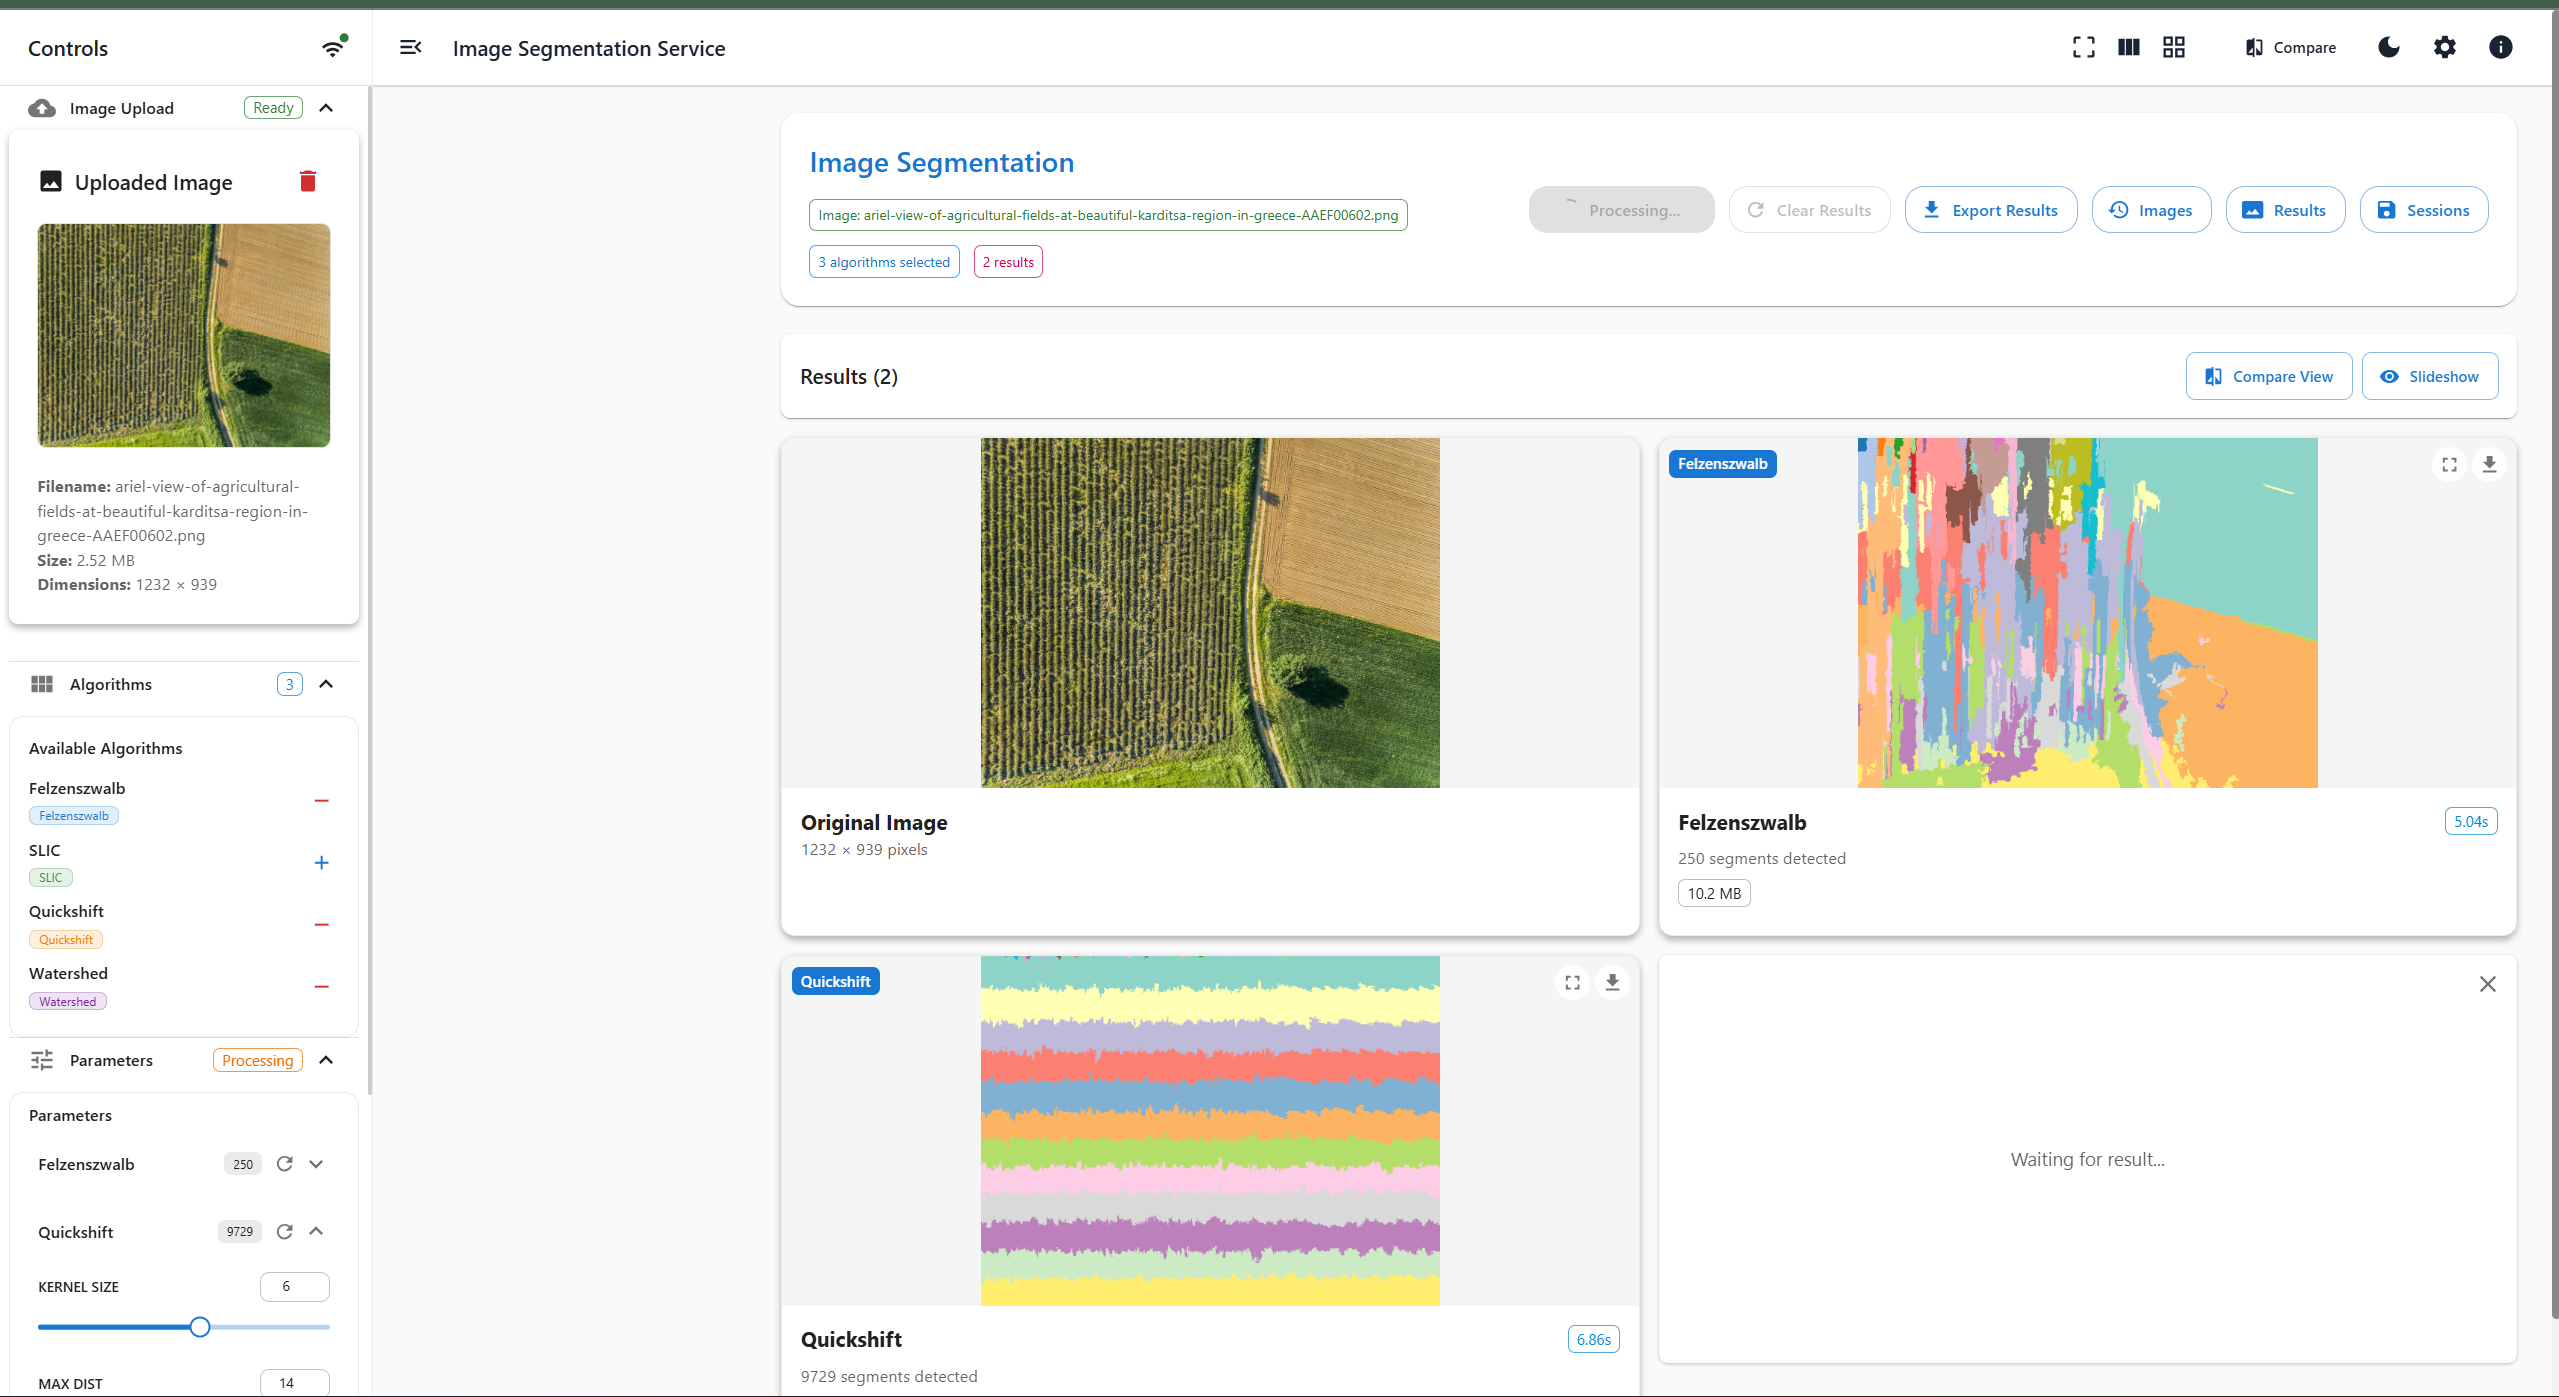 Controls
Image Segmentation Service
Compare
Image Upload
Ready
Uploaded Image
Filename: ariel-view-of-agricultural-
fields-at-beautiful-karditsa-region-in-
greece-AAEF00602.png
Size: 2.52 MB
Dimensions: 1232 × 939
Algorithms
3
Available Algorithms
Felzenszwalb
Felzenszwalb
SLIC
SLIC
Quickshift
Quickshift
Watershed
Watershed
Parameters
Processing
Parameters
Felzenszwalb
250
Quickshift
9729
KERNEL SIZE
6
MAX DIST
14
Image Segmentation
Image: ariel-view-of-agricultural-fields-at-beautiful-karditsa-region-in-greece-AAEF00602.png
3 algorithms selected
2 results
Processing...
Clear Results
Export Results
Images
Results
Sessions
Results (2)
Compare View
Slideshow
Original Image
1232 × 939 pixels
Felzenszwalb
Felzenszwalb
5.04s
250 segments detected
10.2 MB
Quickshift
Quickshift
6.86s
9729 segments detected
Waiting for result...